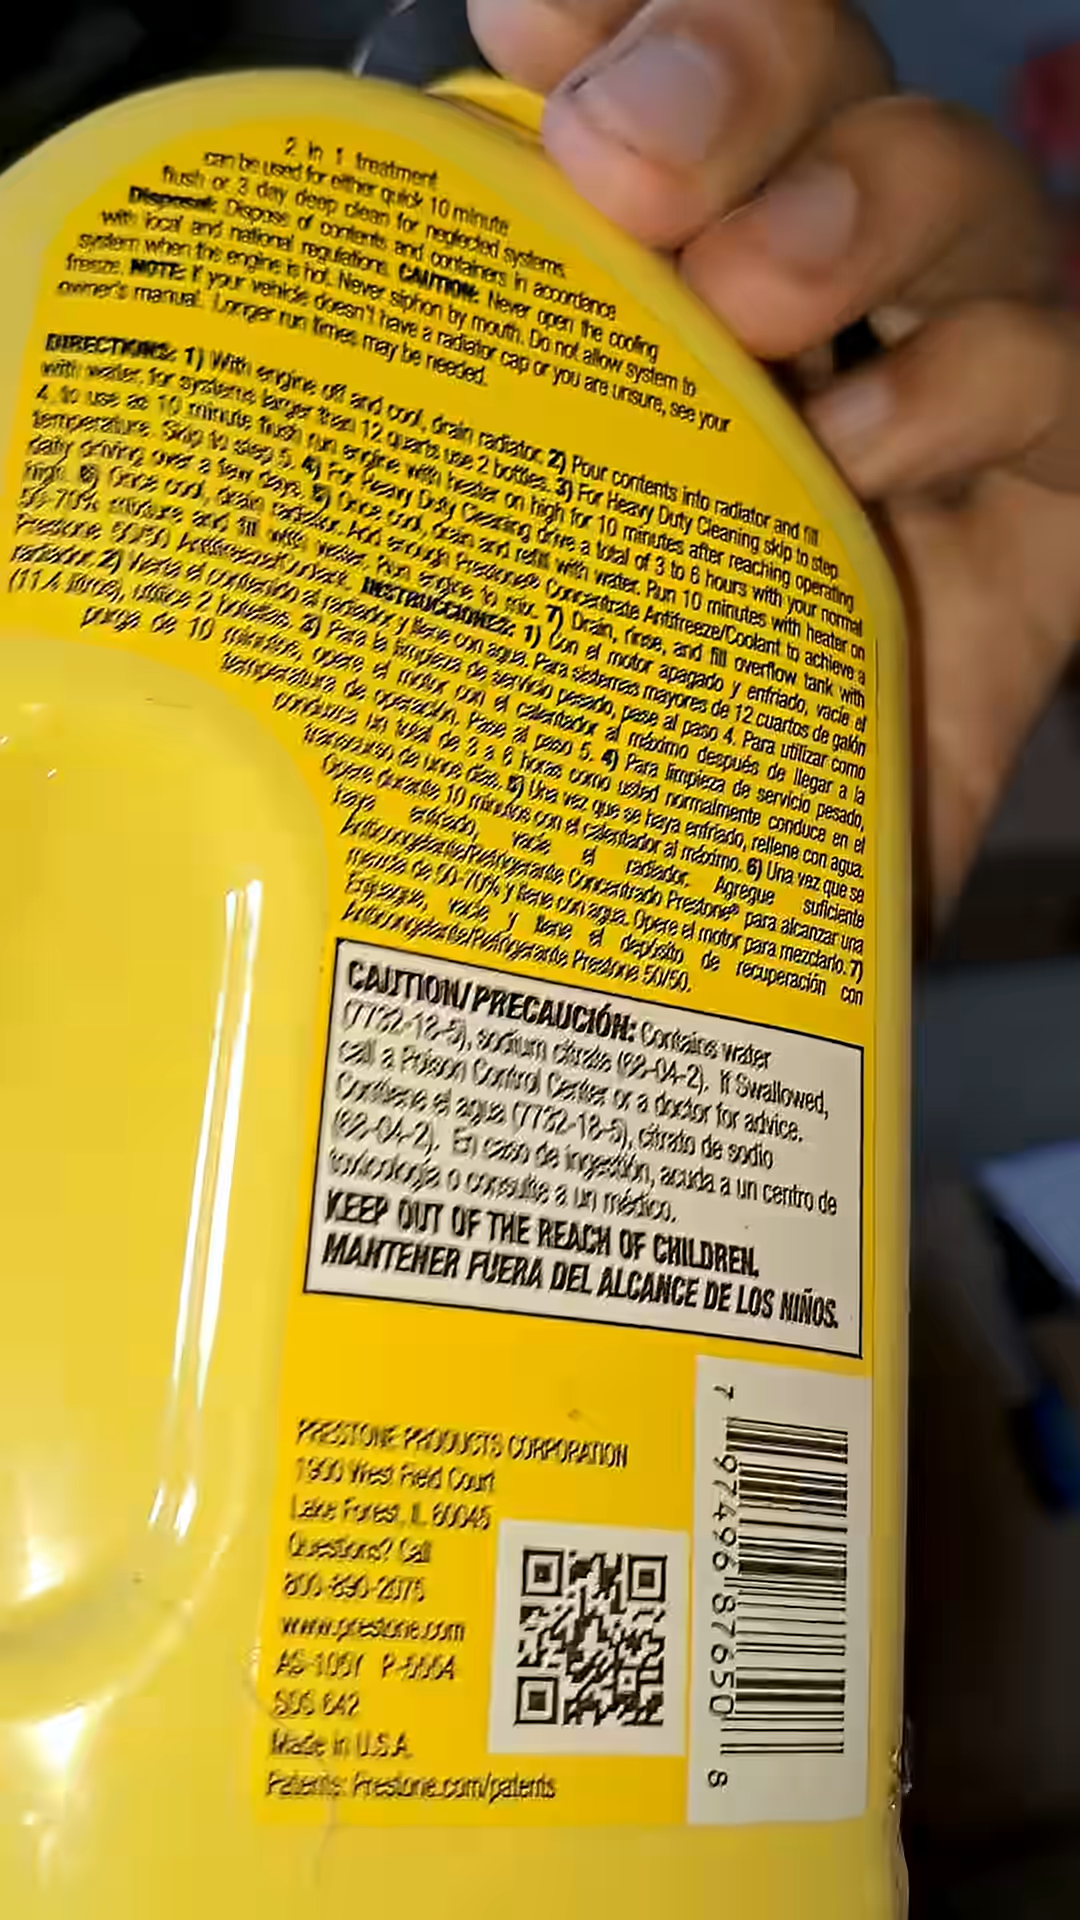 2 in 1 treatment
can be used for either quick 10 minute
flush or 3 day deep clean for neglected systems.
Disposal: Dispose of contents and containers in accordance
with local and national regulations. CAUTION: Never open the cooling
system when the engine is hot. Never siphon by mouth. Do not allow system to
freeze. NOTE: If your vehicle doesn't have a radiator cap or you are unsure, see your
owner's manual. Longer run times may be needed.
DIRECTIONS: 1) With engine off and cool, drain radiator. 2) Pour contents into radiator and fill
with water, for systems larger than 12 quarts use 2 bottles. 3) For Heavy Duty Cleaning skip to step
4, to use as 10 minute flush run engine with heater on high for 10 minutes after reaching operating
temperature. Skip to step 5. 4) For Heavy Duty Cleaning drive a total of 3 to 6 hours with your normal
daily driving over a few days. 5) Once cool, drain and refill with water. Run 10 minutes with heater on
high. 6) Once cool, drain radiator. Add enough Prestone® Concentrate Antifreeze/Coolant to achieve a
50-70% mixture and fill with water. Run engine to mix. 7) Drain, rinse, and fill overflow tank with
Prestone 50/50 Antifreeze/Coolant. INSTRUCCIONES: 1) Con el motor apagado y enfriado, vacíe el
radiador. 2) Vierta el contenido al radiador y llene con agua. Para sistemas mayores de 12 cuartos de galón
(11.4 litros), utilice 2 botellas. 3) Para la limpieza de servicio pesado, pase al paso 4. Para utilizar como
purga de 10 minutos, opere el motor con el calentador al máximo después de llegar a la
temperatura de operación. Pase al paso 5. 4) Para limpieza de servicio pesado,
conduzca un total de 3 a 6 horas como usted normalmente conduce en el
transcurso de unos días. 5) Una vez que se haya enfriado, rellene con agua.
Opere durante 10 minutos con el calentador al máximo. 6) Una vez que se
haya enfriado, vacíe el radiador. Agregue suficiente
Anticongelante/Refrigerante Concentrado Prestone® para alcanzar una
mezcla de 50-70% y llene con agua. Opere el motor para mezclarlo. 7)
Enjuague, vacíe y llene el depósito de recuperación con
Anticongelante/Refrigerante Prestone 50/50.
CAUTION/PRECAUCIÓN: Contains water
(7732-18-5), sodium citrate (68-04-2). If Swallowed,
call a Poison Control Center or a doctor for advice.
Contiene el agua (7732-18-5), citrato de sodio
(68-04-2). En caso de ingestión, acuda a un centro de
toxicología o consulte a un médico.
KEEP OUT OF THE REACH OF CHILDREN.
MANTENER FUERA DEL ALCANCE DE LOS NIÑOS.
PRESTONE PRODUCTS CORPORATION
1900 West Field Court
Lake Forest, IL 60045
Questions? Call
800-890-2075
www.prestone.com
AS-105Y
SDS 642
Made in U.S.A.
Patents: Prestone.com/patents
7 97496 87650 8